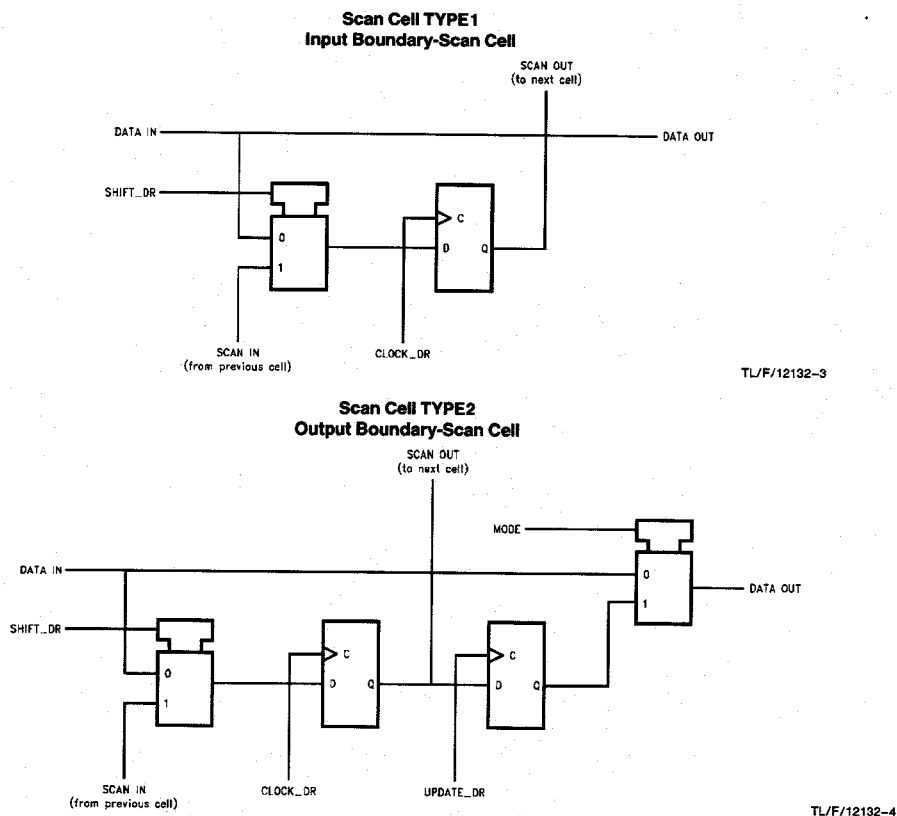 Scan Cell TYPE1
Input Boundary-Scan Cell
SCAN OUT
(to next cell)
DATA IN
DATA OUT
SHIFT_DR
C
0
D Q
1
SCAN IN
(from previous cell)
CLOCK_DR
TL/F/12132-3
Scan Cell TYPE2
Output Boundary-Scan Cell
SCAN OUT
(to next cell)
MODE
DATA IN
0
DATA OUT
1
SHIFT_DR
C
C
0
D Q
D Q
1
SCAN IN
(from previous cell)
CLOCK_DR
UPDATE_DR
TL/F/12132-4